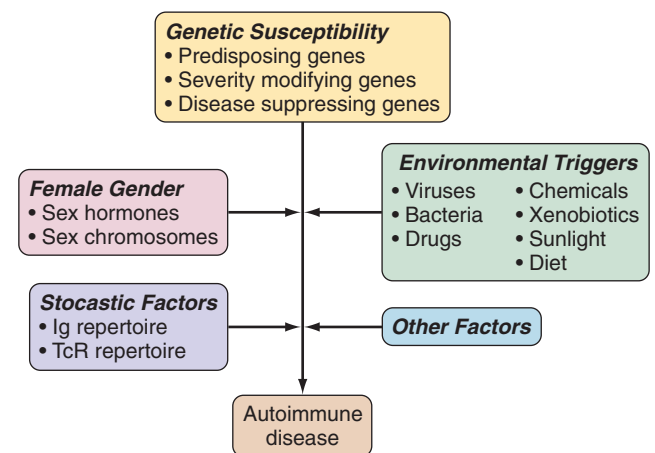 Genetic Susceptibility
• Predisposing genes
• Severity modifying genes
• Disease suppressing genes
Female Gender
• Sex hormones
• Sex chromosomes
Environmental Triggers
• Viruses
• Bacteria
• Drugs
• Chemicals
• Xenobiotics
• Sunlight
• Diet
Stocastic Factors
• Ig repertoire
• TcR repertoire
Other Factors
Autoimmune
disease